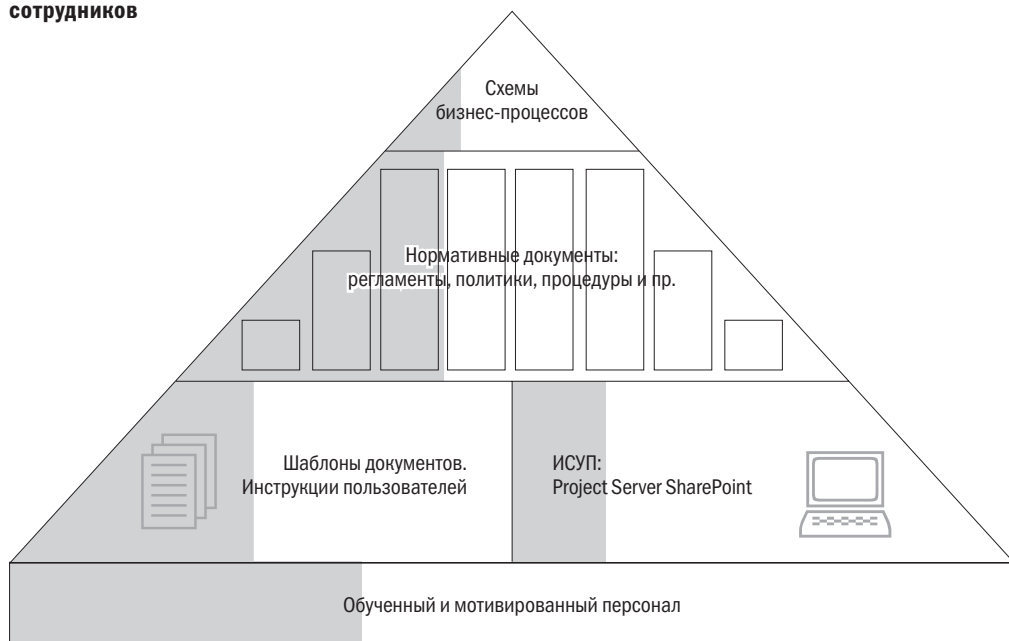 сотрудников
Схемы
бизнес-процессов
Нормативные документы:
регламенты, политики, процедуры и пр.
Шаблоны документов.
Инструкции пользователей
ИСУП:
Project Server SharePoint
Обученный и мотивированный персонал